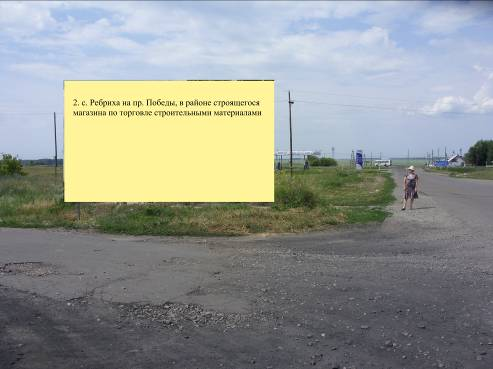 2. с. Ребриха на пр. Победы, в районе строящегося
магазина по торговле строительными материалами